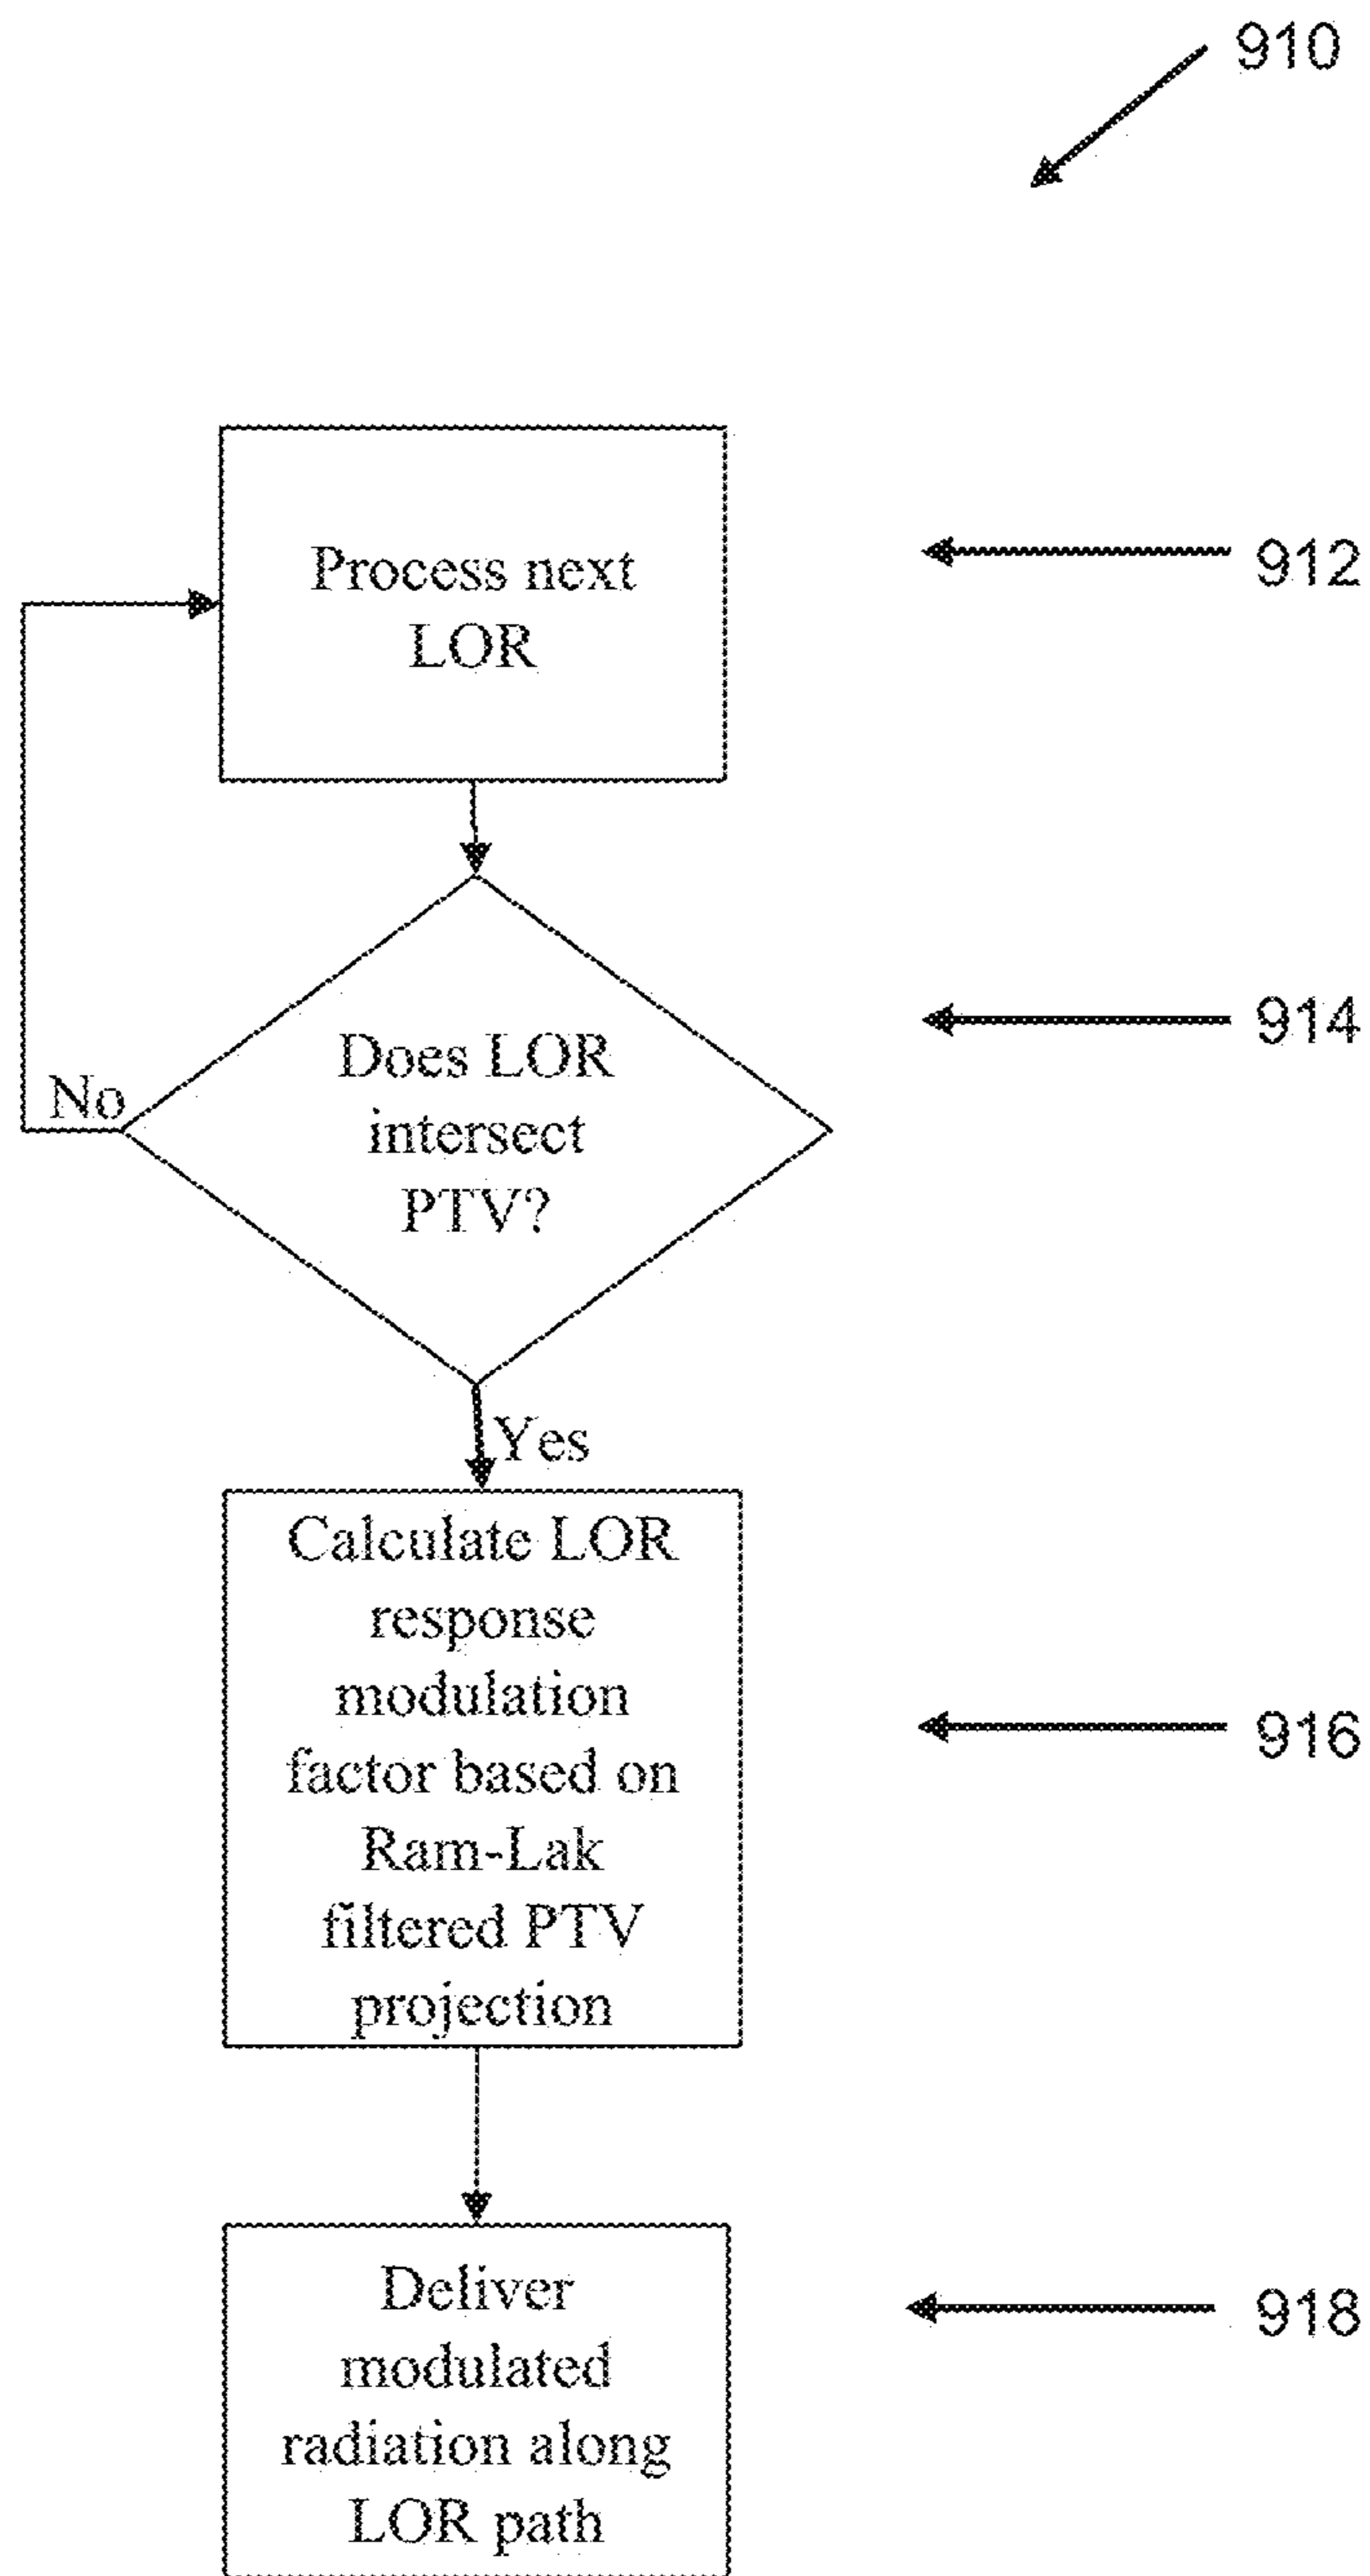 910
Process next
LOR
912
Does LOR
intersect
PTV?
914
No
Yes
Calculate LOR
response
modulation
factor based on
Ram-Lak
filtered PTV
projection
916
Deliver
modulated
radiation along
LOR path
918